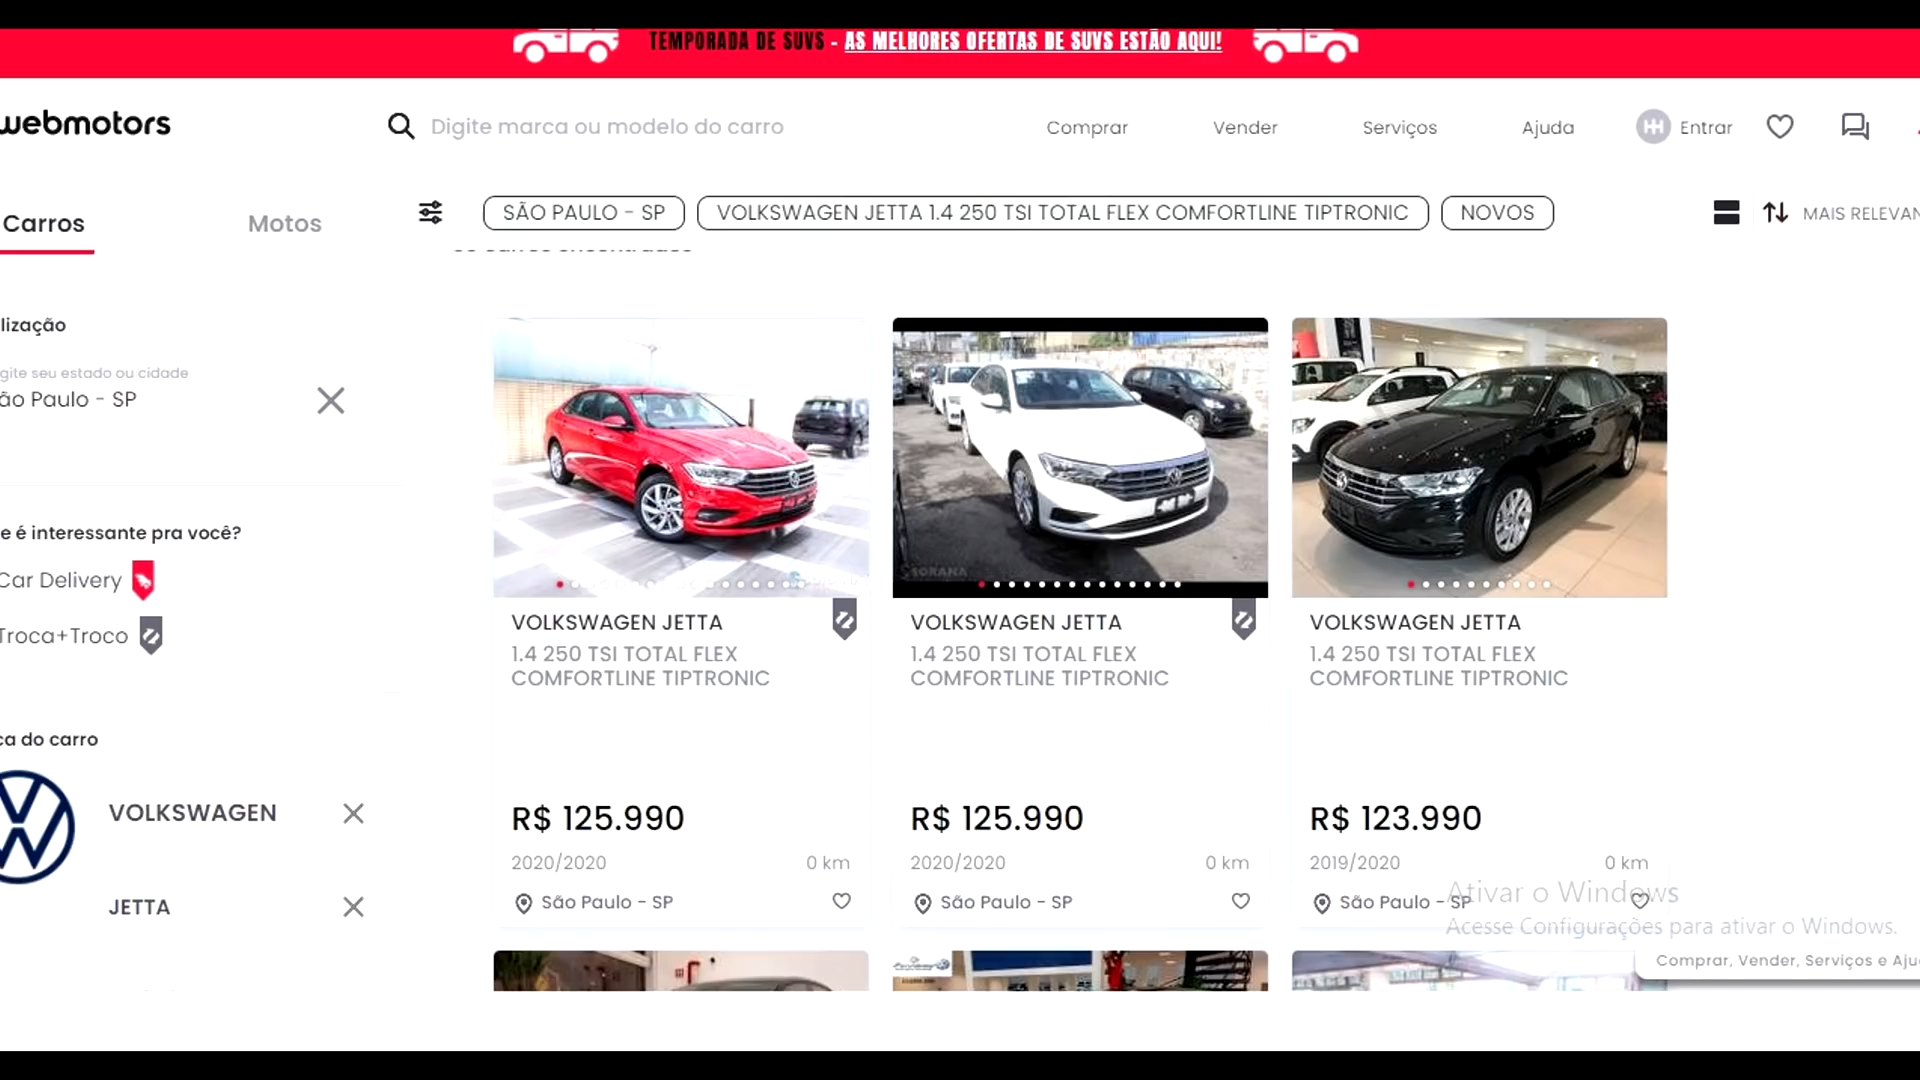 TEMPORADA DE SUVS - AS MELHORES OFERTAS DE SUVS ESTÃO AQUI!
webmotors
Digite marca ou modelo do carro
Comprar
Vender
Serviços
Ajuda
Entrar
Carros
Motos
SÃO PAULO - SP
VOLKSWAGEN JETTA 1.4 250 TSI TOTAL FLEX COMFORTLINE TIPTRONIC
NOVOS
MAIS RELEVAN
lização
gite seu estado ou cidade
ão Paulo - SP
e é interessante pra você?
Car Delivery
Troca+Troco
ca do carro
VOLKSWAGEN
JETTA
SORANA
VOLKSWAGEN JETTA
1.4 250 TSI TOTAL FLEX
COMFORTLINE TIPTRONIC
R$ 125.990
2020/2020
0 km
São Paulo - SP
VOLKSWAGEN JETTA
1.4 250 TSI TOTAL FLEX
COMFORTLINE TIPTRONIC
R$ 125.990
2020/2020
0 km
São Paulo - SP
VOLKSWAGEN JETTA
1.4 250 TSI TOTAL FLEX
COMFORTLINE TIPTRONIC
R$ 123.990
2019/2020
0 km
São Paulo - SP
Ativar o Windows
Acesse Configurações para ativar o Windows.
Comprar, Vender, Serviços e Aju